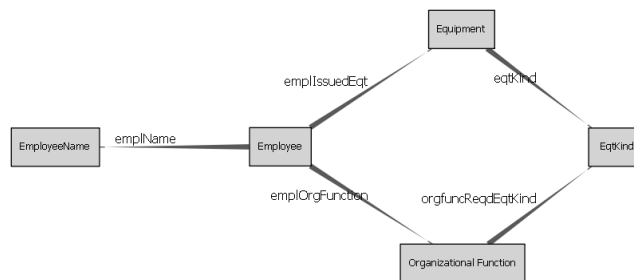 Equipment
emplIssuedEqt
eqtKind
emplName
EmployeeName
Employee
EqtKind
emplOrgFunction
orgfuncReqdEqtKind
Organizational Function